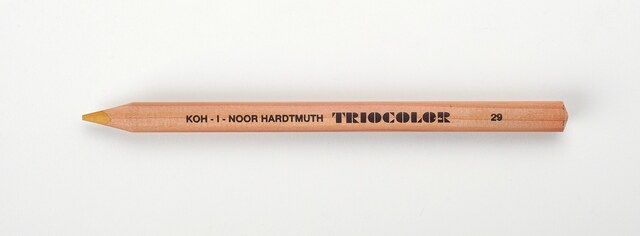 KOH - I - NOOR HARDTMUTH TRIOCOLOR 29